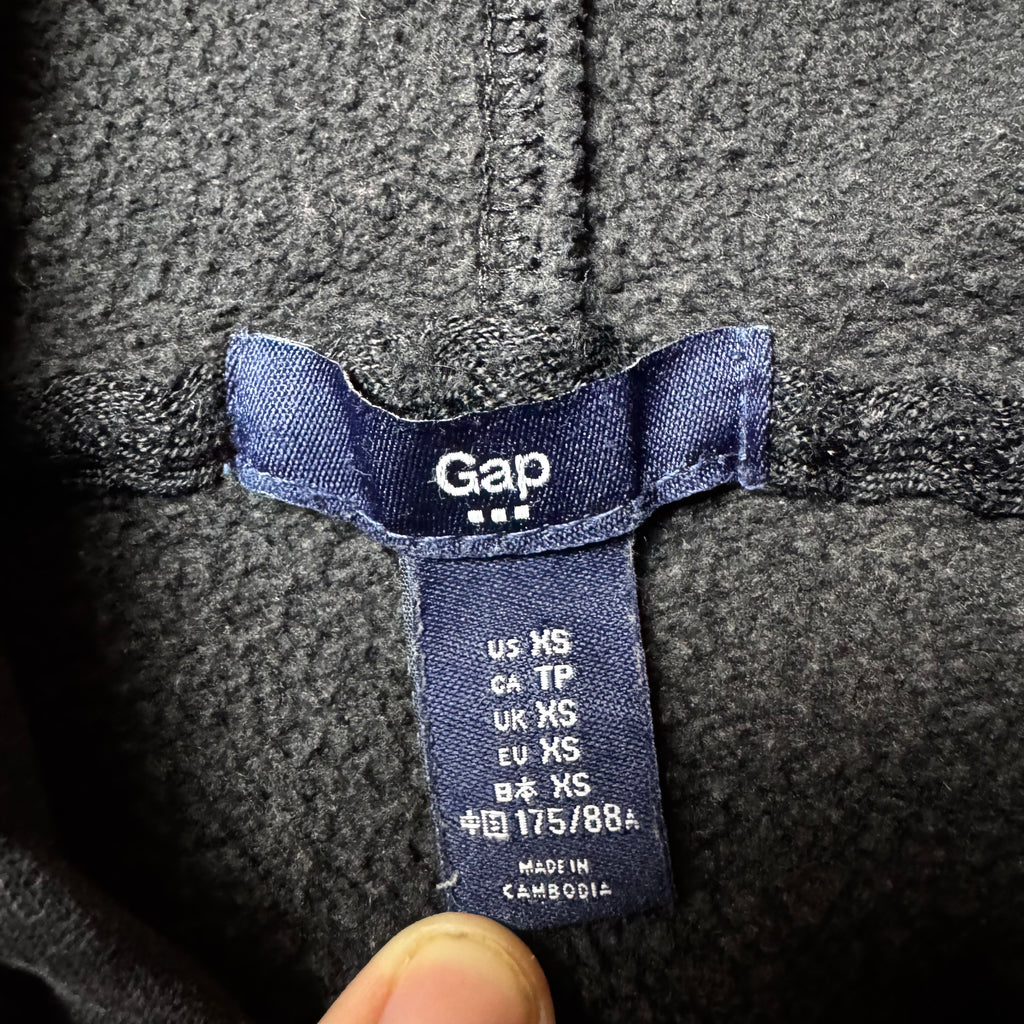 Gap
US XS
CA TP
UK XS
EU XS
日本 XS
中国 175/88A
MADE IN
CAMBODIA